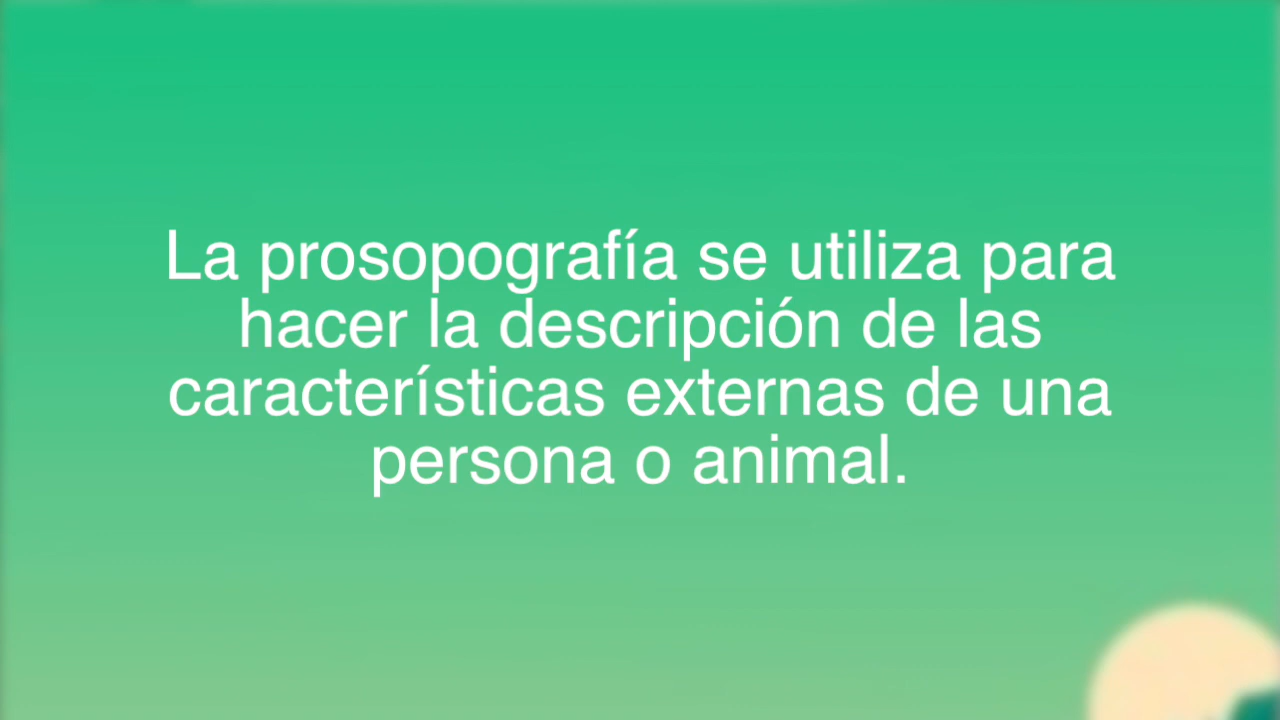 La prosopografía se utiliza para
hacer la descripción de las
características externas de una
persona o animal.